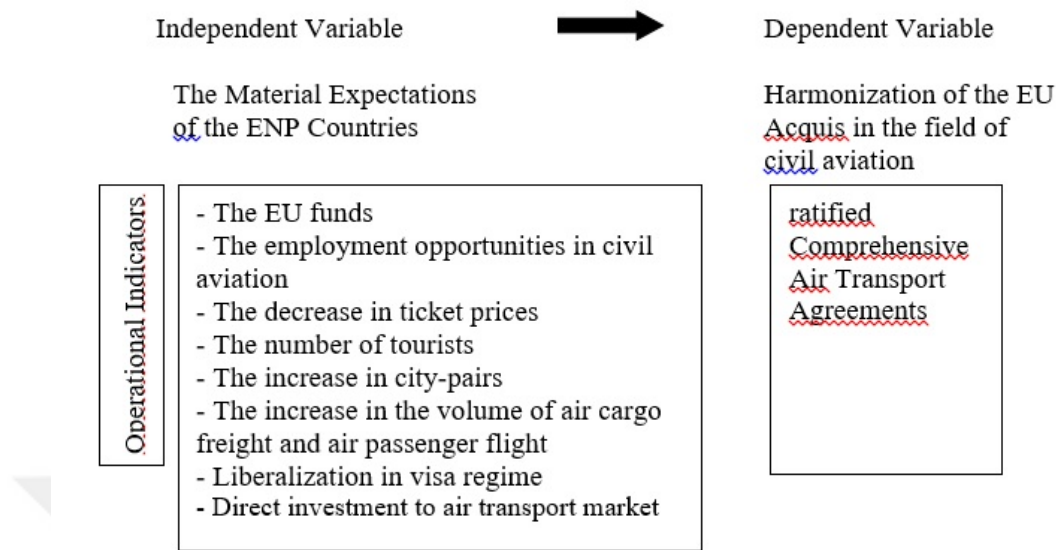 Independent Variable
Dependent Variable
The Material Expectations
of the ENP Countries
Harmonization of the EU
Acquis in the field of
civil aviation
Operational Indicators
- The EU funds
- The employment opportunities in civil
aviation
- The decrease in ticket prices
- The number of tourists
- The increase in city-pairs
- The increase in the volume of air cargo
freight and air passenger flight
- Liberalization in visa regime
- Direct investment to air transport market
ratified
Comprehensive
Air Transport
Agreements